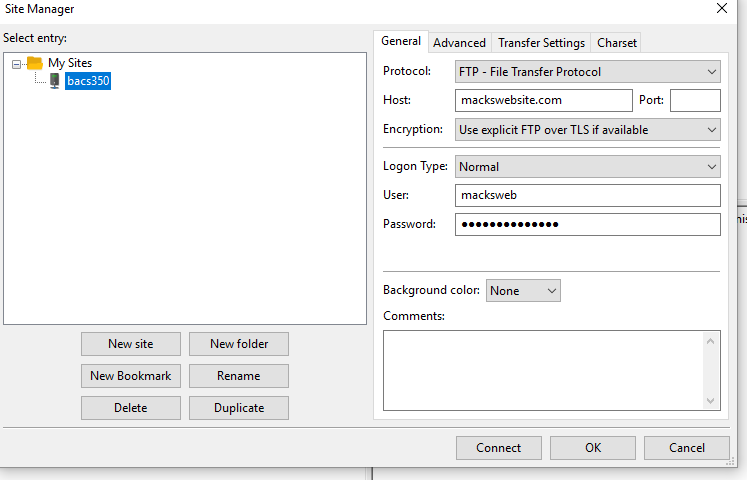 Site Manager
Select entry:
My Sites
bacs350
New site
New folder
New Bookmark
Rename
Delete
Duplicate
General
Advanced
Transfer Settings
Charset
Protocol:
FTP - File Transfer Protocol
Host:
mackswebsite.com
Port:
Encryption:
Use explicit FTP over TLS if available
Logon Type:
Normal
User:
macksweb
Password:
●●●●●●●●●●●●●●
Background color:
None
Comments:
Connect
OK
Cancel